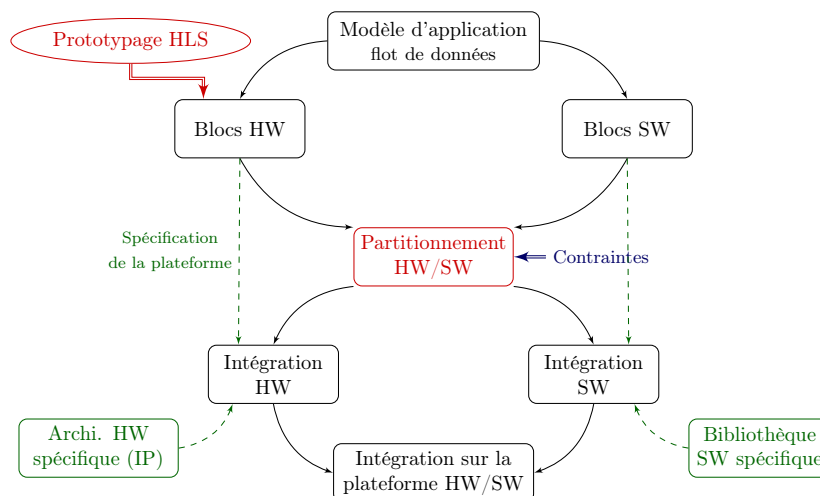 Prototypage HLS
Modèle d'application
flot de données
Blocs HW
Blocs SW
Spécification
de la plateforme
Partitionnement
HW/SW
Contraintes
Intégration
HW
Intégration
SW
Archi. HW
spécifique (IP)
Intégration sur la
plateforme HW/SW
Bibliothèque
SW spécifique